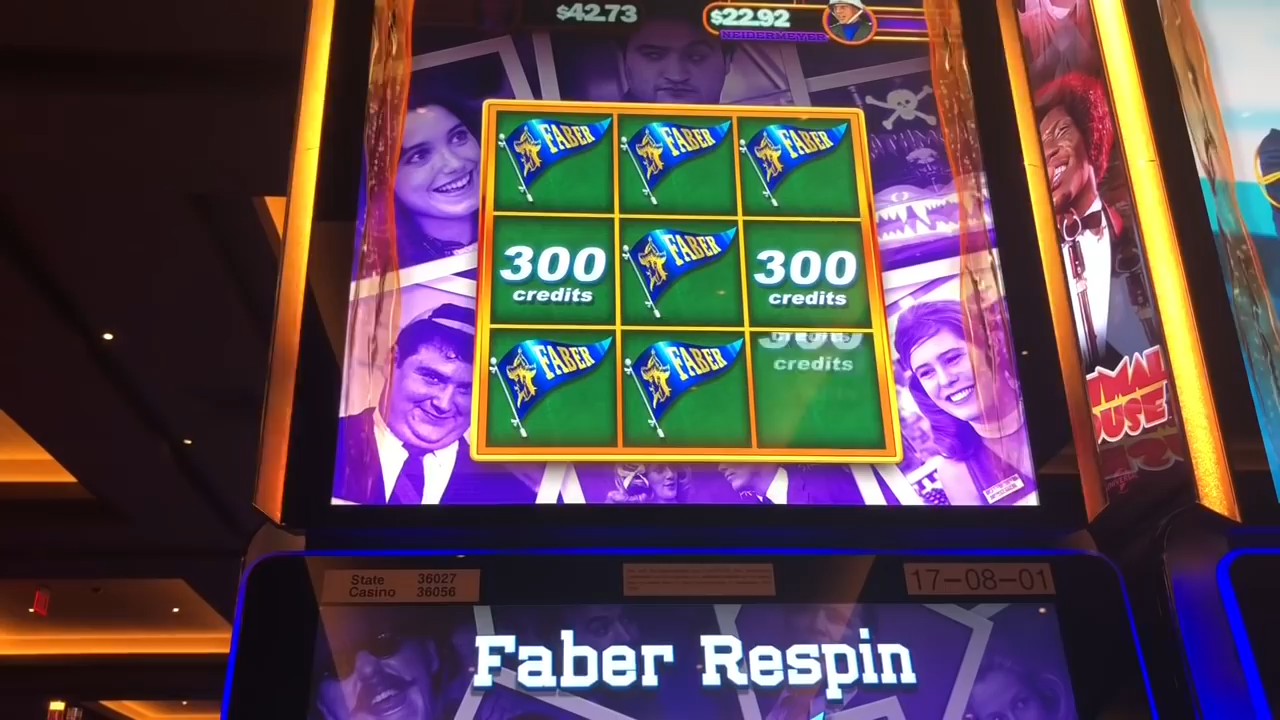 $42.73
$22.92
NEIDERMEYER
FABER
FABER
FABER
300
credits
FABER
300
credits
FABER
FABER
300
credits
State 36027
Casino 36056
17-08-01
Faber Respin